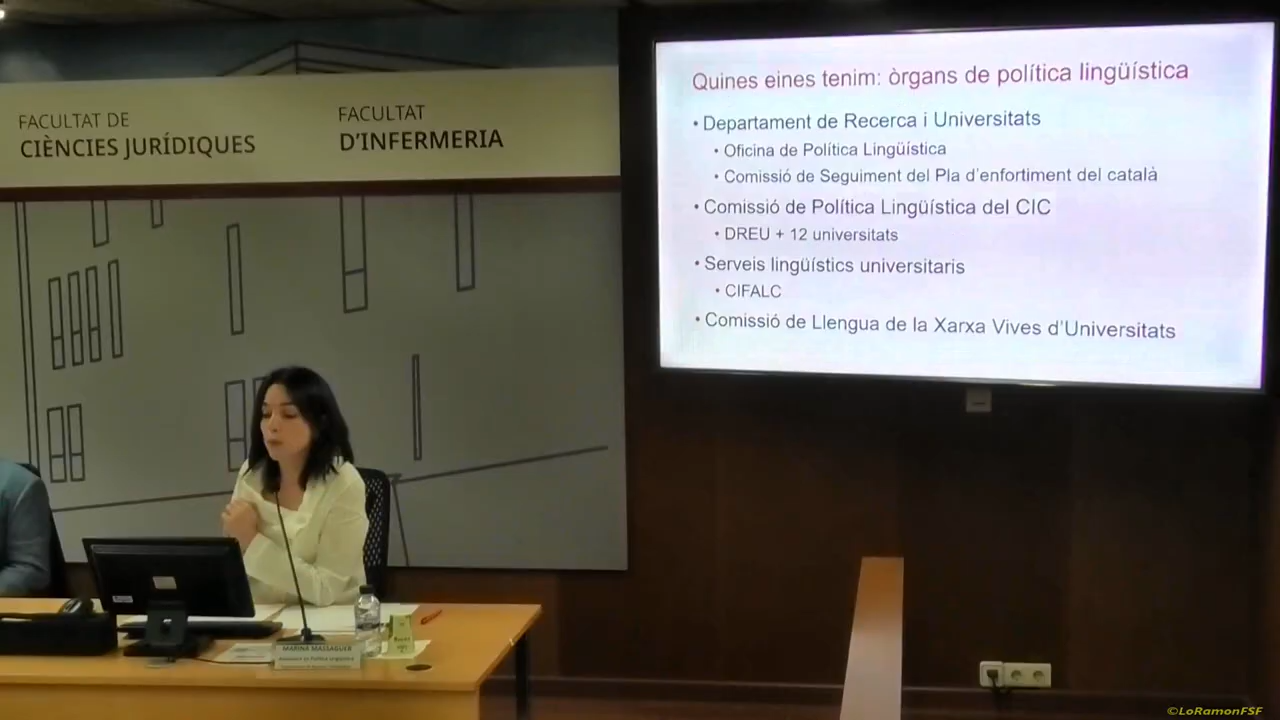 FACULTAT DE
CIÈNCIES JURÍDIQUES
FACULTAT
D'INFERMERIA
Quines eines tenim: òrgans de política lingüística
• Departament de Recerca i Universitats
• Oficina de Política Lingüística
• Comissió de Seguiment del Pla d'enfortiment del català
• Comissió de Política Lingüística del CIC
• DREU + 12 universitats
• Serveis lingüístics universitaris
• CIFALC
• Comissió de Llengua de la Xarxa Vives d'Universitats
MARINA MASSAGUER
©LoRamonFSF